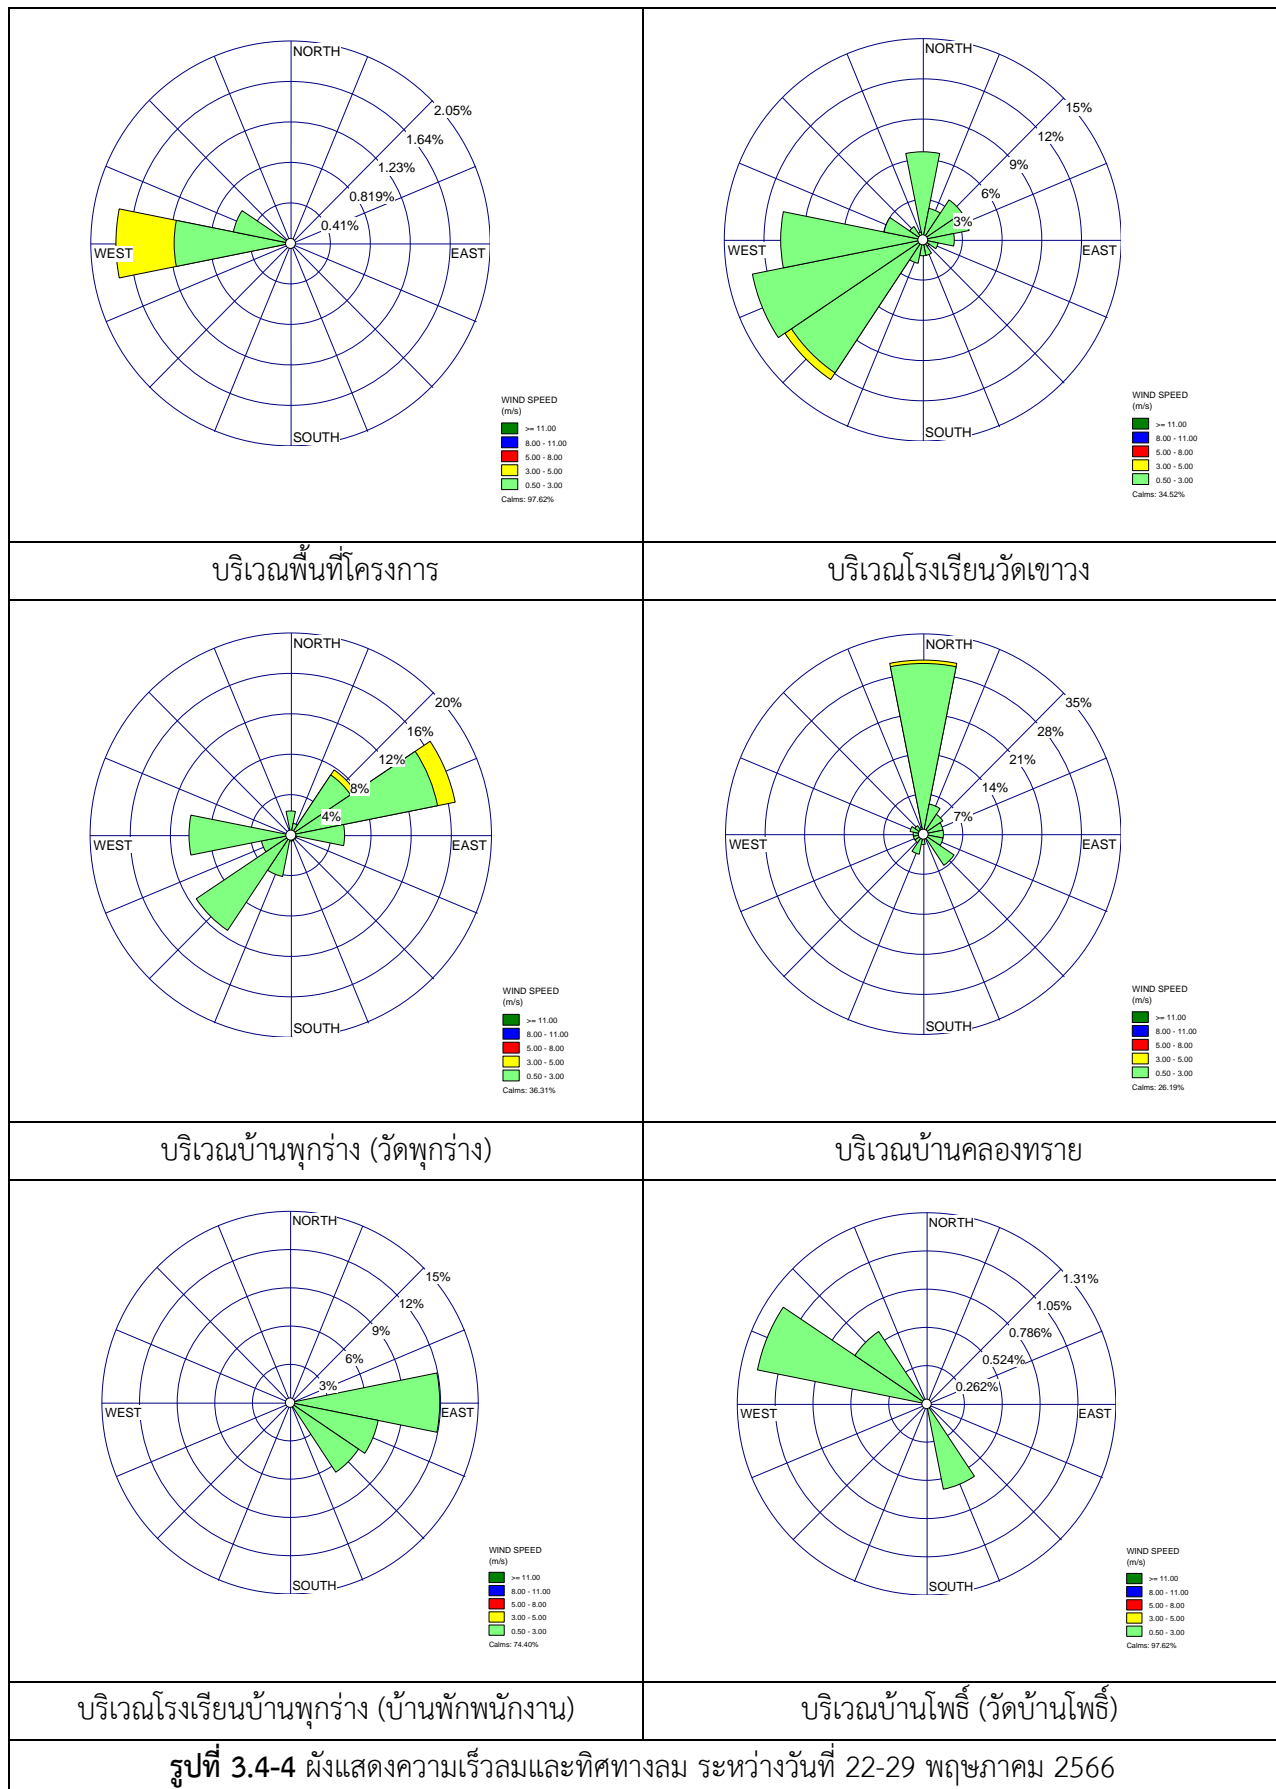 NORTH
2.05%
1.64%
1.23%
0.819%
0.41%
WEST
EAST
SOUTH
WIND SPEED
(m/s)
>= 11.00
8.00 - 11.00
5.00 - 8.00
3.00 - 5.00
0.50 - 3.00
Calms: 97.62%
บริเวณพื้นที่โครงการ
NORTH
15%
12%
9%
6%
3%
WEST
EAST
SOUTH
WIND SPEED
(m/s)
>= 11.00
8.00 - 11.00
5.00 - 8.00
3.00 - 5.00
0.50 - 3.00
Calms: 34.52%
บริเวณโรงเรียนวัดเขาวง
NORTH
20%
16%
12%
8%
4%
WEST
EAST
SOUTH
WIND SPEED
(m/s)
>= 11.00
8.00 - 11.00
5.00 - 8.00
3.00 - 5.00
0.50 - 3.00
Calms: 36.31%
บริเวณบ้านพุกร่าง (วัดพุกร่าง)
NORTH
35%
28%
21%
14%
7%
WEST
EAST
SOUTH
WIND SPEED
(m/s)
>= 11.00
8.00 - 11.00
5.00 - 8.00
3.00 - 5.00
0.50 - 3.00
Calms: 26.19%
บริเวณบ้านคลองทราย
NORTH
15%
12%
9%
6%
3%
WEST
EAST
SOUTH
WIND SPEED
(m/s)
>= 11.00
8.00 - 11.00
5.00 - 8.00
3.00 - 5.00
0.50 - 3.00
Calms: 74.40%
บริเวณโรงเรียนบ้านพุกร่าง (บ้านพักพนักงาน)
NORTH
1.31%
1.05%
0.786%
0.524%
0.262%
WEST
EAST
SOUTH
WIND SPEED
(m/s)
>= 11.00
8.00 - 11.00
5.00 - 8.00
3.00 - 5.00
0.50 - 3.00
Calms: 97.62%
บริเวณบ้านโพธิ์ (วัดบ้านโพธิ์)
รูปที่ 3.4-4 ผังแสดงความเร็วลมและทิศทางลม ระหว่างวันที่ 22-29 พฤษภาคม 2566